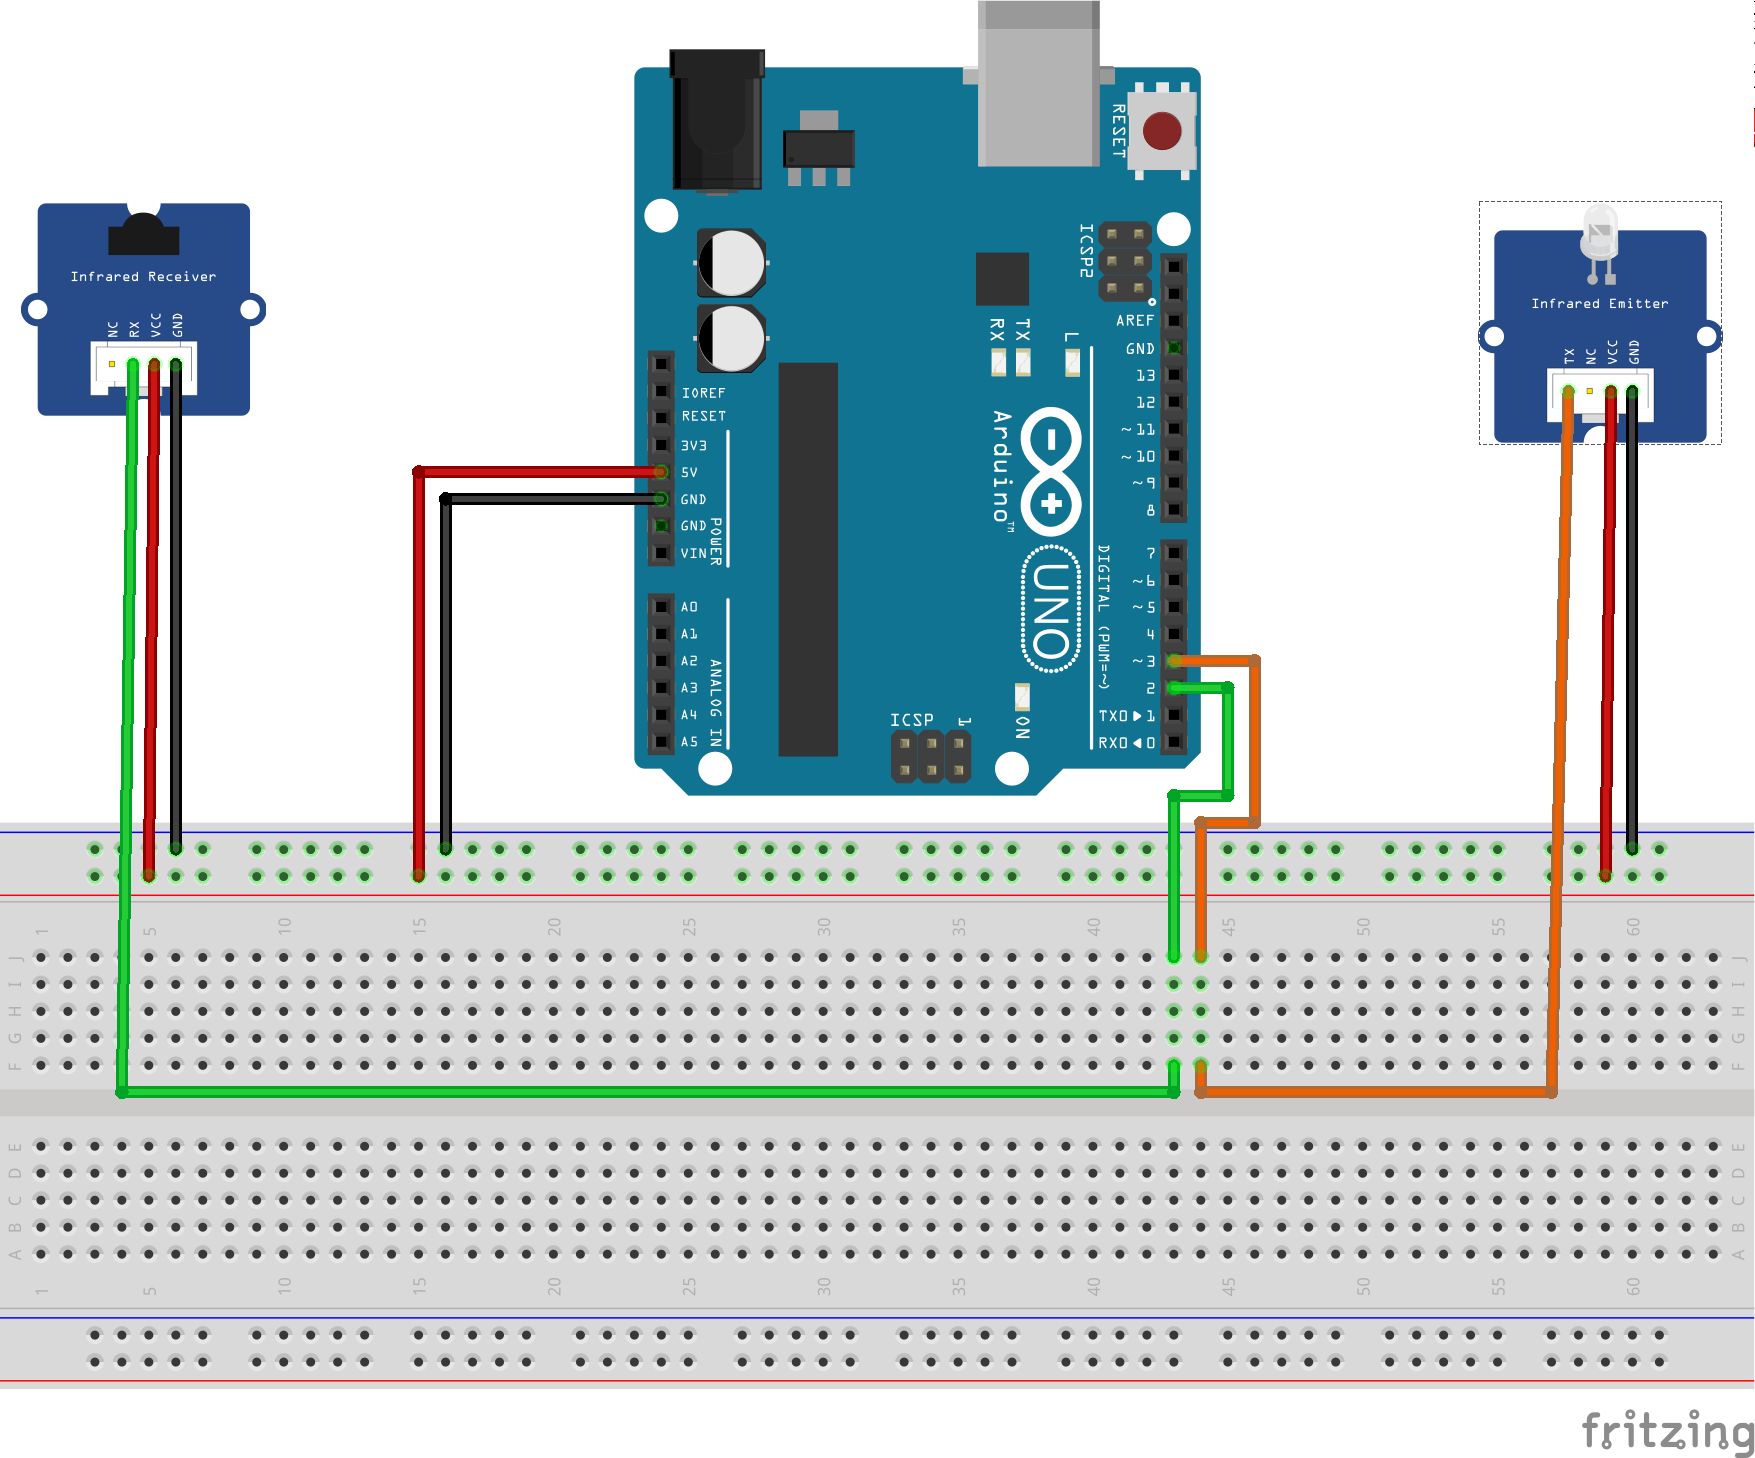 RESET
ICSP2
Infrared Receiver
NC
RX
VCC
GND
Infrared Emitter
TX
NC
VCC
GND
RX
TX
L
AREF
GND
13
12
~11
~10
~9
8
IOREF
RESET
3V3
5V
GND
GND
VIN
POWER
Arduino™
UNO
7
~6
~5
4
~3
2
TX0▶1
RX0◀0
DIGITAL (PWM=~)
A0
A1
A2
A3
A4
A5
ANALOG IN
ICSP
1
ON
1 5 10 15 20 25 30 35 40 45 50 55 60
J J
I I
H H
G G
F F
E E
D D
C C
B B
A A
1 5 10 15 20 25 30 35 40 45 50 55 60
fritzing